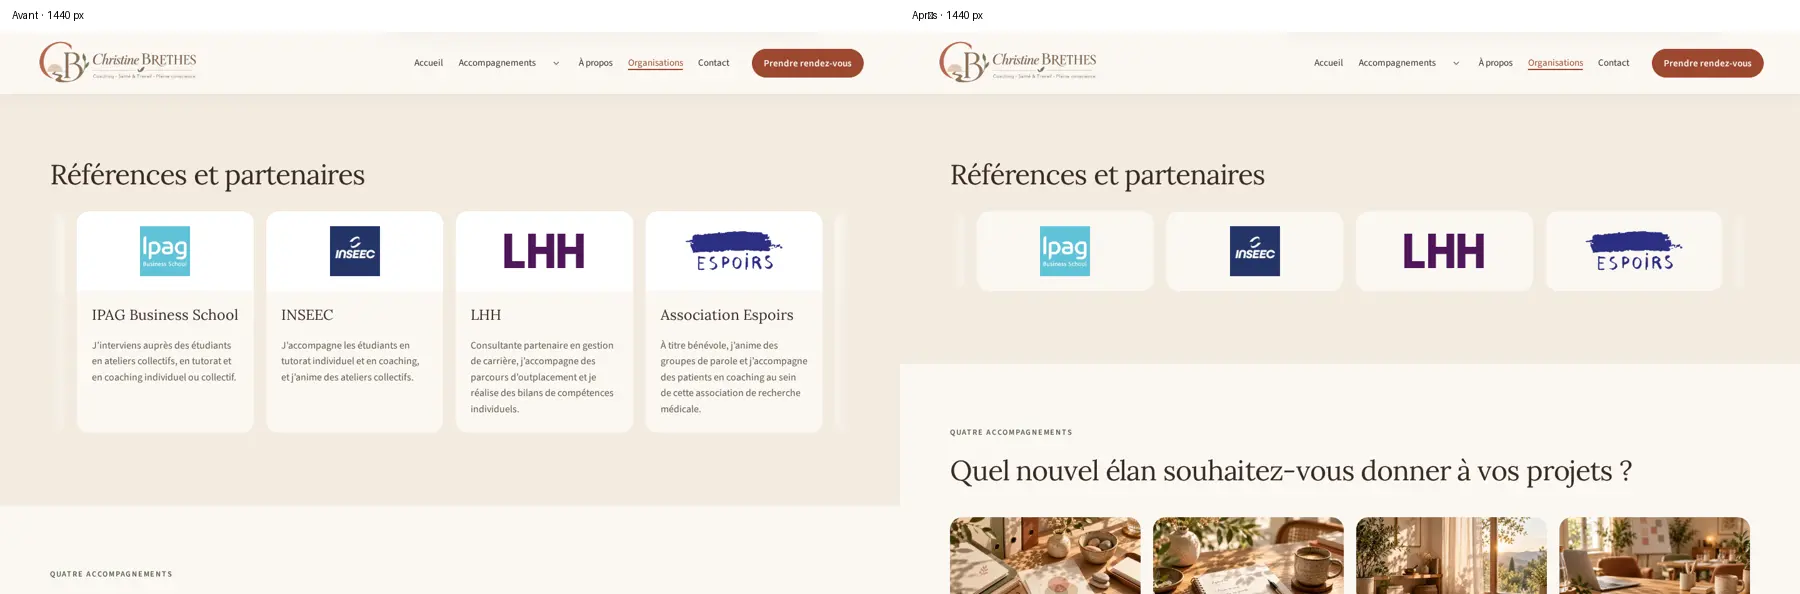 Avant · 1440 px
CB Christine BRETHES
Coaching - Santé & Travail - Pleine conscience
Accueil Accompagnements À propos Organisations Contact Prendre rendez-vous
Références et partenaires
Ipag
Business School
INSEEC
LHH
ESPOIRS
IPAG Business School
J'interviens auprès des étudiants
en ateliers collectifs, en tutorat et
en coaching individuel ou collectif.
INSEEC
J'accompagne les étudiants en
tutorat individuel et en coaching,
et j'anime des ateliers collectifs.
LHH
Consultante partenaire en gestion
de carrière, j'accompagne des
parcours d'outplacement et je
réalise des bilans de compétences
individuels.
Association Espoirs
À titre bénévole, j'anime des
groupes de parole et j'accompagne
des patients en coaching au sein
de cette association de recherche
médicale.
QUATRE ACCOMPAGNEMENTS
Apr□s · 1440 px
CB Christine BRETHES
Coaching - Santé & Travail - Pleine conscience
Accueil Accompagnements À propos Organisations Contact Prendre rendez-vous
Références et partenaires
Ipag
Business School
INSEEC
LHH
ESPOIRS
QUATRE ACCOMPAGNEMENTS
Quel nouvel élan souhaitez-vous donner à vos projets ?